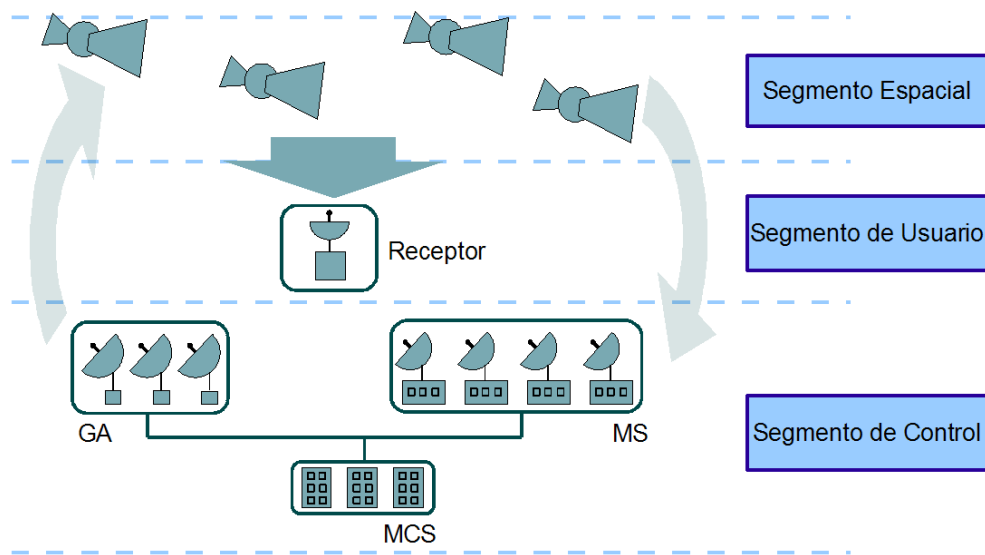 Segmento Espacial
Segmento de Usuario
Receptor
GA
MS
Segmento de Control
MCS